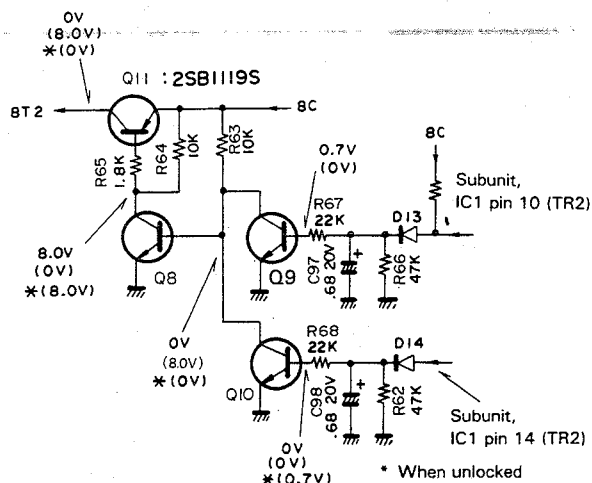 0V
(8.0V)
*(0V)
Q11 : 2SB1119S
8T2
8C
R65
1.8K
R64
10K
R63
10K
0.7V
(0V)
8C
R67
22K
D13
Subunit,
IC1 pin 10 (TR2)
8.0V
(0V)
*(8.0V)
Q8
Q9
C97
.68 20V
+
R66
47K
0V
(8.0V)
*(0V)
R68
22K
D14
Q10
C98
.68 20V
+
R62
47K
Subunit,
IC1 pin 14 (TR2)
0V
(0V)
*(0.7V)
* When unlocked